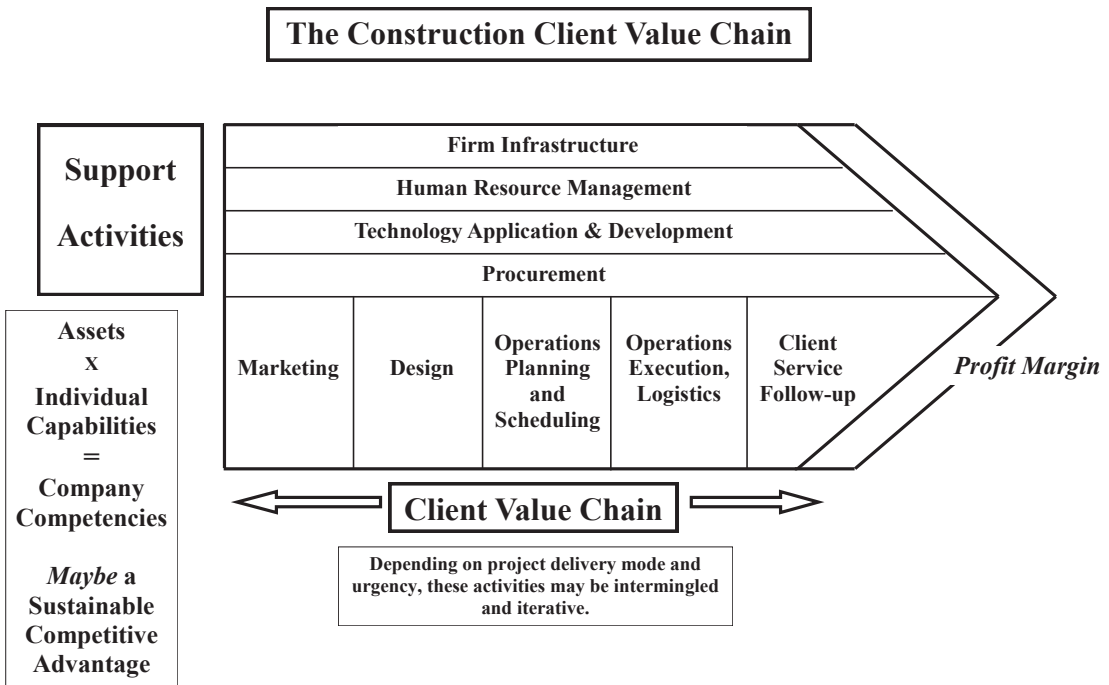 The Construction Client Value Chain
Support
Activities
Firm Infrastructure
Human Resource Management
Technology Application & Development
Procurement
Marketing
Design
Operations
Planning
and
Scheduling
Operations
Execution,
Logistics
Client
Service
Follow-up
Profit Margin
Assets
x
Individual
Capabilities
=
Company
Competencies
Maybe a
Sustainable
Competitive
Advantage
Client Value Chain
Depending on project delivery mode and
urgency, these activities may be intermingled
and iterative.